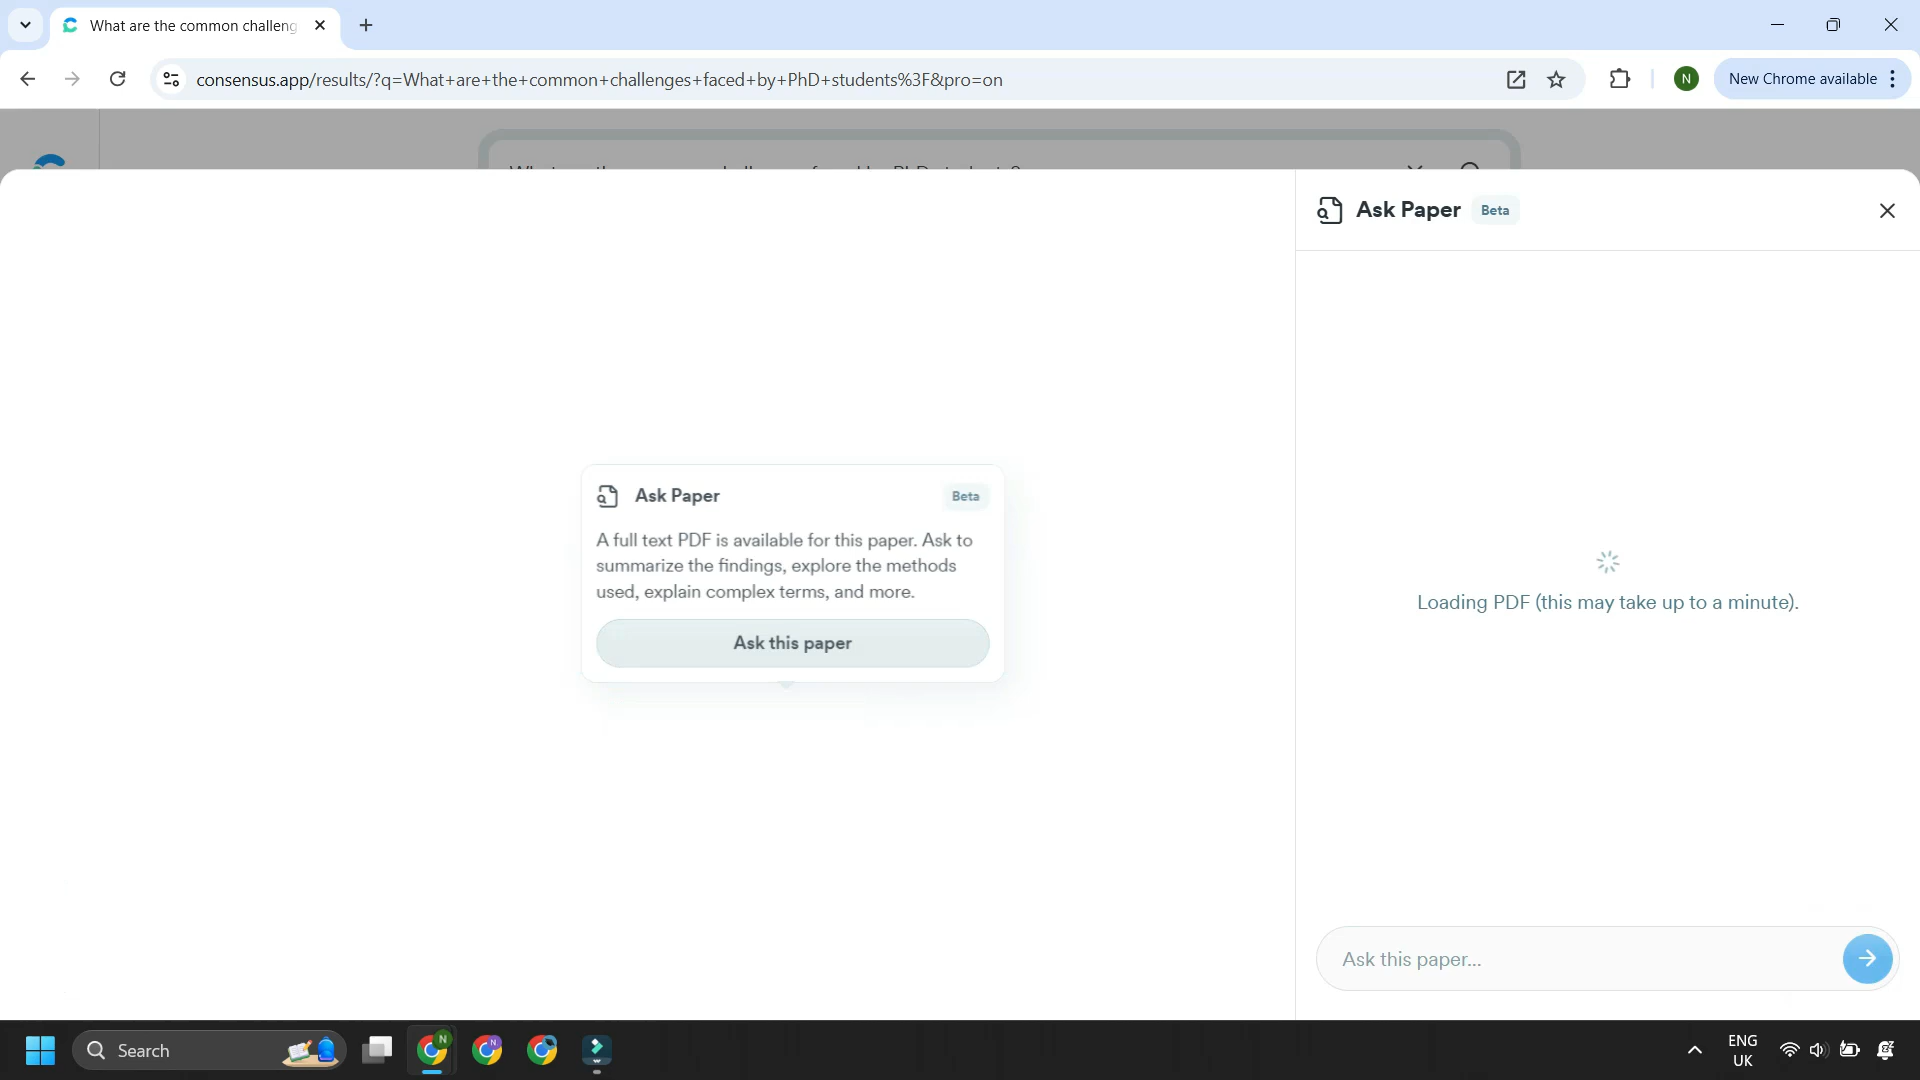 What are the common challeng
consensus.app/results/?q=What+are+the+common+challenges+faced+by+PhD+students%3F&pro=on
N
New Chrome available
Ask Paper
Beta
Ask Paper
Beta
A full text PDF is available for this paper. Ask to
summarize the findings, explore the methods
used, explain complex terms, and more.
Ask this paper
Loading PDF (this may take up to a minute).
Ask this paper...
Search
N
N
ENG
UK